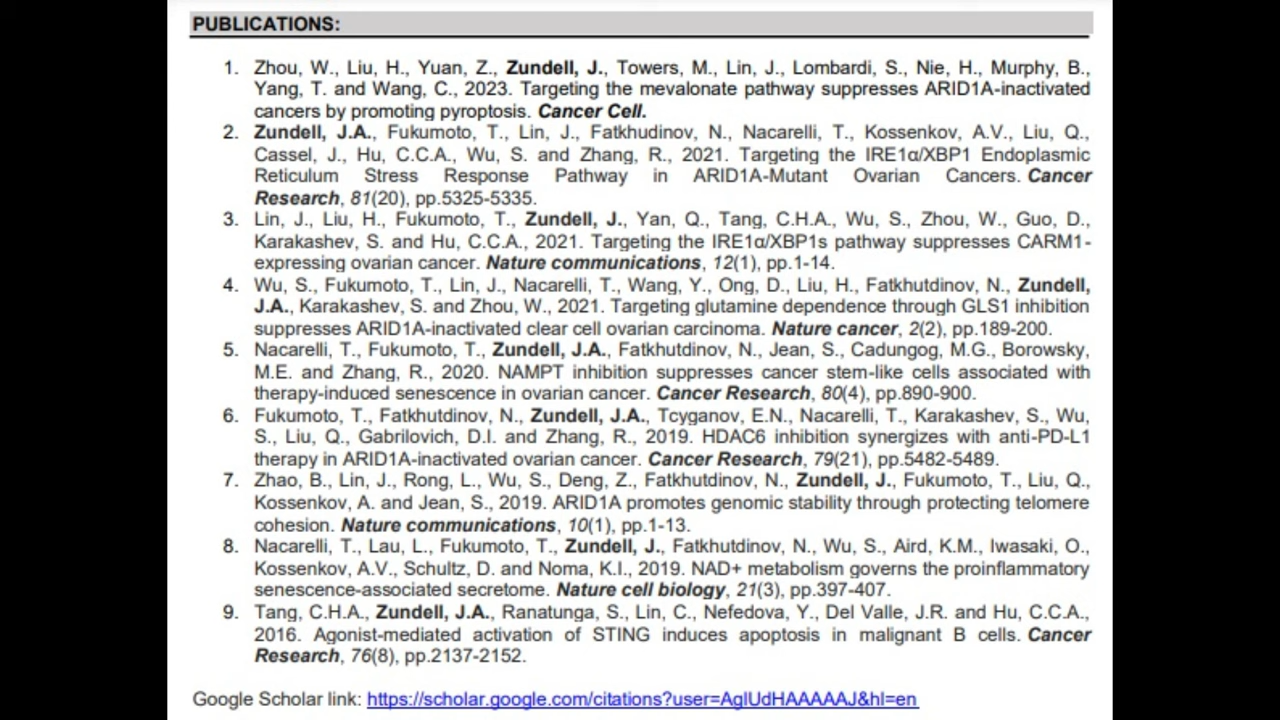 PUBLICATIONS:
1. Zhou, W., Liu, H., Yuan, Z., Zundell, J., Towers, M., Lin, J., Lombardi, S., Nie, H., Murphy, B.,
Yang, T. and Wang, C., 2023. Targeting the mevalonate pathway suppresses ARID1A-inactivated
cancers by promoting pyroptosis. Cancer Cell.
2. Zundell, J.A., Fukumoto, T., Lin, J., Fatkhudinov, N., Nacarelli, T., Kossenkov, A.V., Liu, Q.,
Cassel, J., Hu, C.C.A., Wu, S. and Zhang, R., 2021. Targeting the IRE1α/XBP1 Endoplasmic
Reticulum Stress Response Pathway in ARID1A-Mutant Ovarian Cancers. Cancer
Research, 81(20), pp.5325-5335.
3. Lin, J., Liu, H., Fukumoto, T., Zundell, J., Yan, Q., Tang, C.H.A., Wu, S., Zhou, W., Guo, D.,
Karakashev, S. and Hu, C.C.A., 2021. Targeting the IRE1α/XBP1s pathway suppresses CARM1-
expressing ovarian cancer. Nature communications, 12(1), pp.1-14.
4. Wu, S., Fukumoto, T., Lin, J., Nacarelli, T., Wang, Y., Ong, D., Liu, H., Fatkhutdinov, N., Zundell,
J.A., Karakashev, S. and Zhou, W., 2021. Targeting glutamine dependence through GLS1 inhibition
suppresses ARID1A-inactivated clear cell ovarian carcinoma. Nature cancer, 2(2), pp.189-200.
5. Nacarelli, T., Fukumoto, T., Zundell, J.A., Fatkhutdinov, N., Jean, S., Cadungog, M.G., Borowsky,
M.E. and Zhang, R., 2020. NAMPT inhibition suppresses cancer stem-like cells associated with
therapy-induced senescence in ovarian cancer. Cancer Research, 80(4), pp.890-900.
6. Fukumoto, T., Fatkhutdinov, N., Zundell, J.A., Tcyganov, E.N., Nacarelli, T., Karakashev, S., Wu,
S., Liu, Q., Gabrilovich, D.I. and Zhang, R., 2019. HDAC6 inhibition synergizes with anti-PD-L1
therapy in ARID1A-inactivated ovarian cancer. Cancer Research, 79(21), pp.5482-5489.
7. Zhao, B., Lin, J., Rong, L., Wu, S., Deng, Z., Fatkhutdinov, N., Zundell, J., Fukumoto, T., Liu, Q.,
Kossenkov, A. and Jean, S., 2019. ARID1A promotes genomic stability through protecting telomere
cohesion. Nature communications, 10(1), pp.1-13.
8. Nacarelli, T., Lau, L., Fukumoto, T., Zundell, J., Fatkhutdinov, N., Wu, S., Aird, K.M., Iwasaki, O.,
Kossenkov, A.V., Schultz, D. and Noma, K.I., 2019. NAD+ metabolism governs the proinflammatory
senescence-associated secretome. Nature cell biology, 21(3), pp.397-407.
9. Tang, C.H.A., Zundell, J.A., Ranatunga, S., Lin, C., Nefedova, Y., Del Valle, J.R. and Hu, C.C.A.,
2016. Agonist-mediated activation of STING induces apoptosis in malignant B cells. Cancer
Research, 76(8), pp.2137-2152.
Google Scholar link: https://scholar.google.com/citations?user=AglUdHAAAAAJ&hl=en